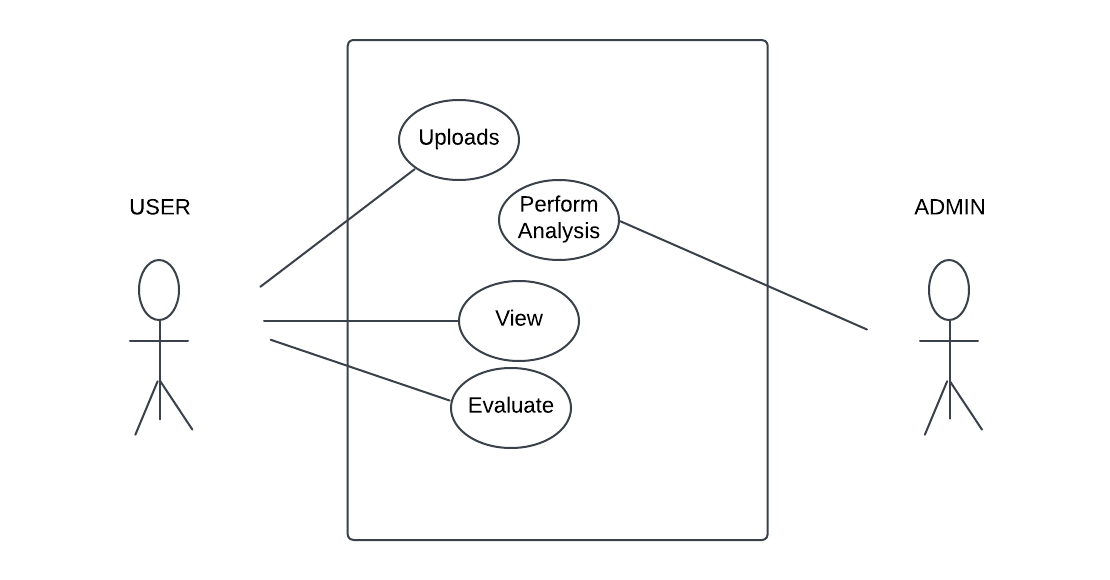 USER
ADMIN
Uploads
Perform
Analysis
View
Evaluate